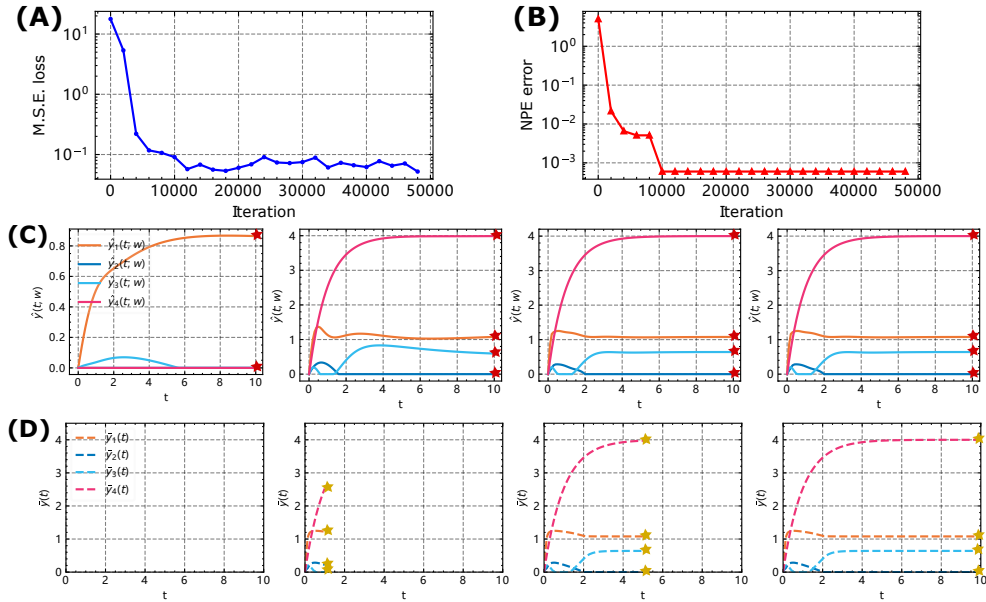 (A)
(B)
M.S.E. loss
10^1
10^0
10^-1
0 10000 20000 30000 40000 50000
Iteration
NPE error
10^0
10^-1
10^-2
10^-3
0 10000 20000 30000 40000 50000
Iteration
(C)
ŷ(t; w)
0.8
0.6
0.4
0.2
0.0
ŷ₁(t; w)
ŷ₂(t; w)
ŷ₃(t; w)
ŷ₄(t; w)
0 2 4 6 8 10
t
ŷ(t; w)
4
3
2
1
0
0 2 4 6 8 10
t
ŷ(t; w)
4
3
2
1
0
0 2 4 6 8 10
t
ŷ(t; w)
4
3
2
1
0
0 2 4 6 8 10
t
(D)
ȳ(t)
4
3
2
1
0
ȳ₁(t)
ȳ₂(t)
ȳ₃(t)
ȳ₄(t)
0 2 4 6 8 10
t
ȳ(t)
4
3
2
1
0
0 2 4 6 8 10
t
ȳ(t)
4
3
2
1
0
0 2 4 6 8 10
t
ȳ(t)
4
3
2
1
0
0 2 4 6 8 10
t